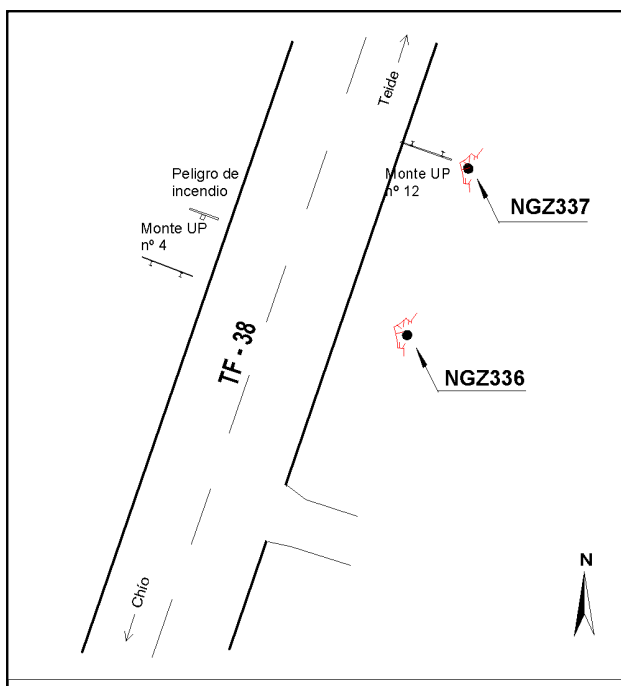 Teide
Peligro de
incendio
Monte UP
nº 12
NGZ337
Monte UP
nº 4
TF - 38
NGZ336
N
Chío